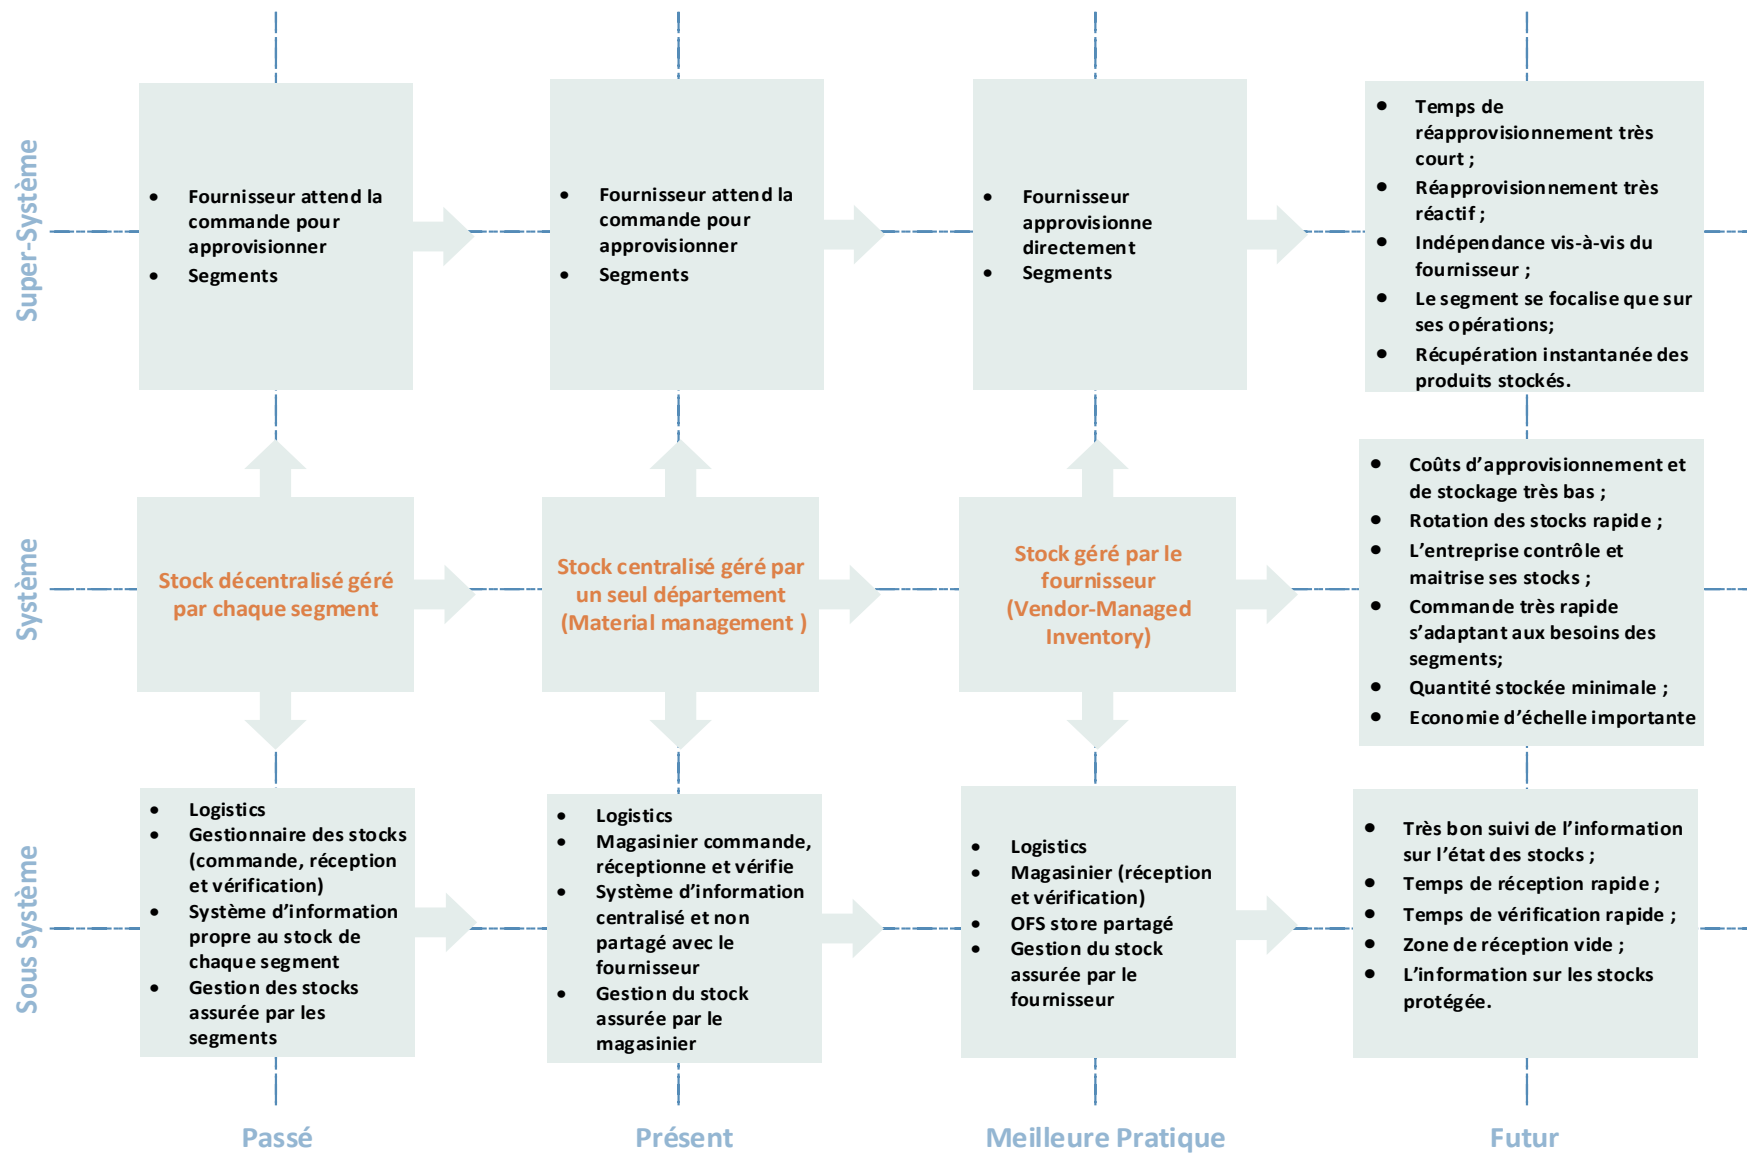 Super-Système
• Fournisseur attend la
commande pour
approvisionner
• Segments
• Fournisseur attend la
commande pour
approvisionner
• Segments
• Fournisseur
approvisionne
directement
• Segments
• Temps de
réapprovisionnement très
court ;
• Réapprovisionnement très
réactif ;
• Indépendance vis-à-vis du
fournisseur ;
• Le segment se focalise que sur
ses opérations;
• Récupération instantanée des
produits stockés.
Système
Stock décentralisé géré
par chaque segment
Stock centralisé géré par
un seul département
(Material management )
Stock géré par le
fournisseur
(Vendor-Managed
Inventory)
• Coûts d’approvisionnement et
de stockage très bas ;
• Rotation des stocks rapide ;
• L’entreprise contrôle et
maitrise ses stocks ;
• Commande très rapide
s’adaptant aux besoins des
segments;
• Quantité stockée minimale ;
• Economie d’échelle importante
Sous Système
• Logistics
• Gestionnaire des stocks
(commande, réception
et vérification)
• Système d’information
propre au stock de
chaque segment
• Gestion des stocks
assurée par les
segments
• Logistics
• Magasinier commande,
réceptionne et vérifie
• Système d’information
centralisé et non
partagé avec le
fournisseur
• Gestion du stock
assurée par le
magasinier
• Logistics
• Magasinier (réception
et vérification)
• OFS store partagé
• Gestion du stock
assurée par le
fournisseur
• Très bon suivi de l’information
sur l’état des stocks ;
• Temps de réception rapide ;
• Temps de vérification rapide ;
• Zone de réception vide ;
• L’information sur les stocks
protégée.
Passé
Présent
Meilleure Pratique
Futur